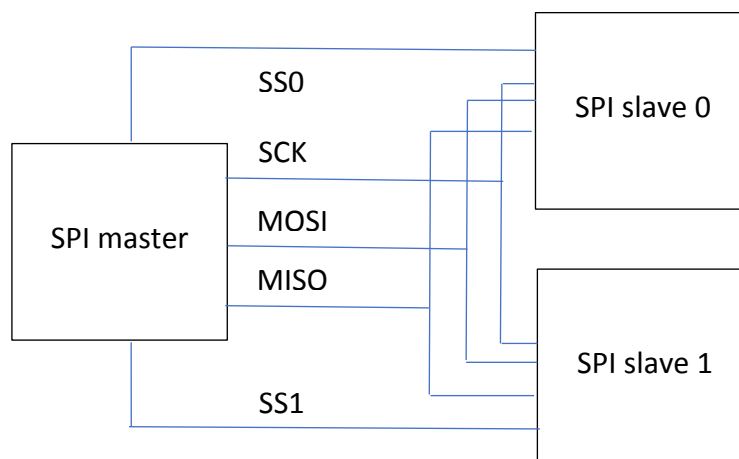 SS0
SPI slave 0
SCK
SPI master
MOSI
MISO
SPI slave 1
SS1